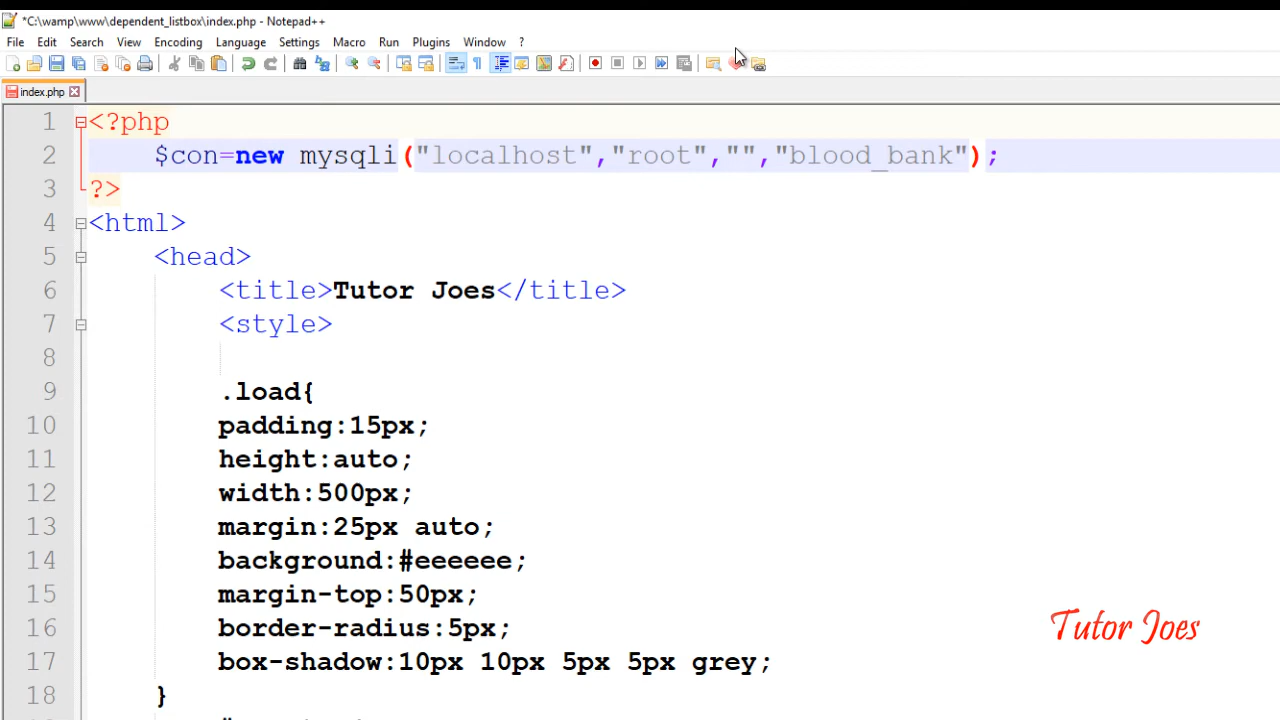 *C:\wamp\www\dependent_listbox\index.php - Notepad++
File Edit Search View Encoding Language Settings Macro Run Plugins Window ?
index.php
1 <?php
2 $con=new mysqli("localhost","root","","blood_bank");
3 ?>
4 <html>
5 <head>
6 <title>Tutor Joes</title>
7 <style>
8
9 .load{
10 padding:15px;
11 height:auto;
12 width:500px;
13 margin:25px auto;
14 background:#eeeeee;
15 margin-top:50px;
16 border-radius:5px;
17 box-shadow:10px 10px 5px 5px grey;
18 }
Tutor Joes